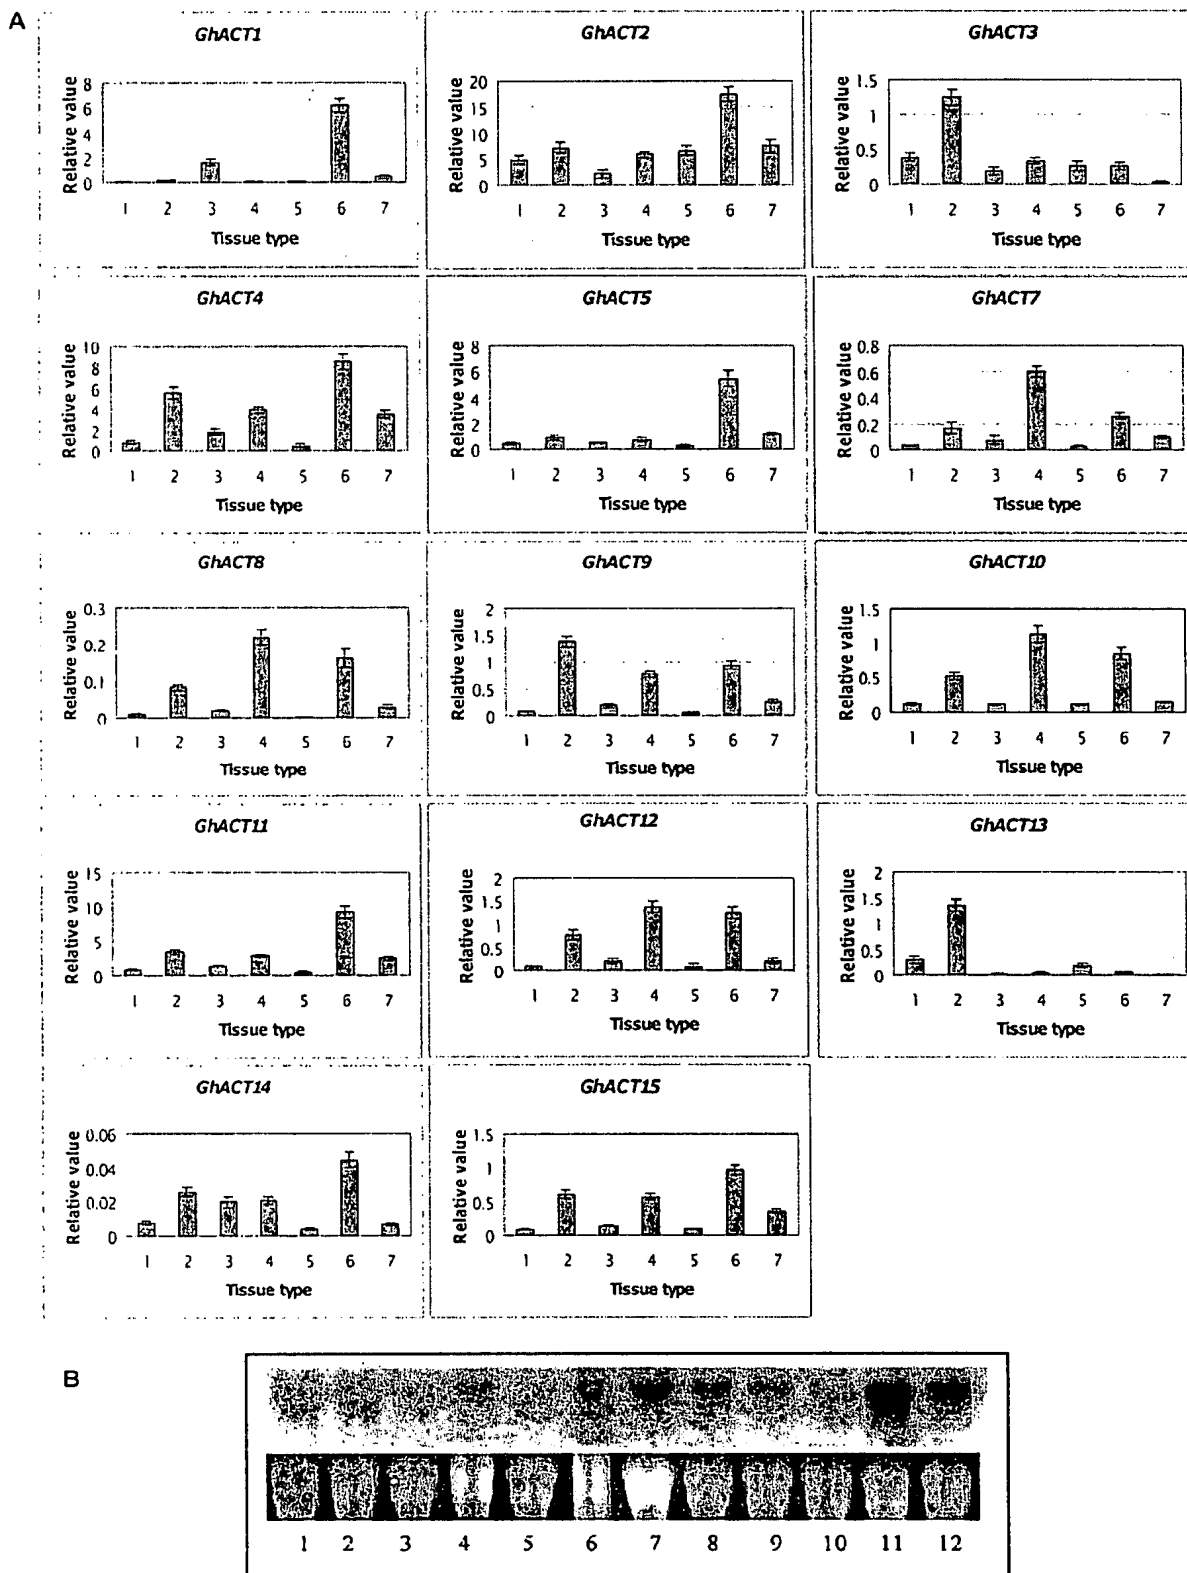 A
GhACT1
Relative value
8
6
4
2
0
1 2 3 4 5 6 7
Tissue type
GhACT2
Relative value
20
15
10
5
0
1 2 3 4 5 6 7
Tissue type
GhACT3
Relative value
1.5
1
0.5
0
1 2 3 4 5 6 7
Tissue type
GhACT4
Relative value
10
8
6
4
2
0
1 2 3 4 5 6 7
Tissue type
GhACT5
Relative value
8
6
4
2
0
1 2 3 4 5 6 7
Tissue type
GhACT7
Relative value
0.8
0.6
0.4
0.2
0
1 2 3 4 5 6 7
Tissue type
GhACT8
Relative value
0.3
0.2
0.1
0
1 2 3 4 5 6 7
Tissue type
GhACT9
Relative value
2
1.5
1
0.5
0
1 2 3 4 5 6 7
Tissue type
GhACT10
Relative value
1.5
1
0.5
0
1 2 3 4 5 6 7
Tissue type
GhACT11
Relative value
15
10
5
0
1 2 3 4 5 6 7
Tissue type
GhACT12
Relative value
2
1.5
1
0.5
0
1 2 3 4 5 6 7
Tissue type
GhACT13
Relative value
2
1.5
1
0.5
0
1 2 3 4 5 6 7
Tissue type
GhACT14
Relative value
0.06
0.04
0.02
0
1 2 3 4 5 6 7
Tissue type
GhACT15
Relative value
1.5
1
0.5
0
1 2 3 4 5 6 7
Tissue type
B
1 2 3 4 5 6 7 8 9 10 11 12